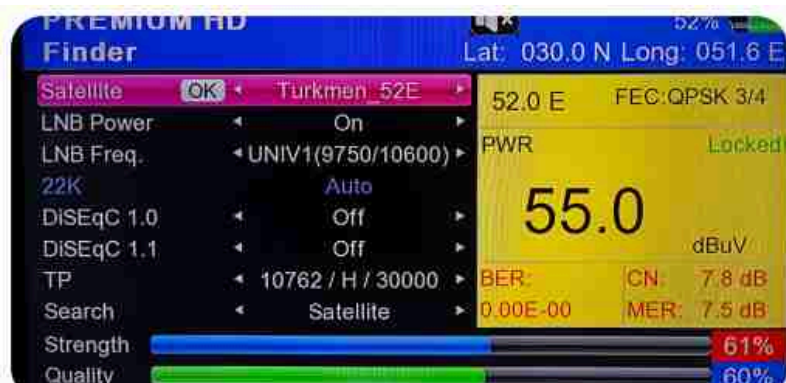 PREMIUM HD 52%
Finder Lat: 030.0 N Long: 051.6 E
Satellite OK Turkmen_52E
LNB Power On
LNB Freq. UNIV1(9750/10600)
22K Auto
DiSEqC 1.0 Off
DiSEqC 1.1 Off
TP 10762 / H / 30000
Search Satellite
52.0 E FEC:QPSK 3/4
PWR Locked
55.0
dBuV
BER: CN: 7.8 dB
0.00E-00 MER: 7.5 dB
Strength 61%
Quality 60%